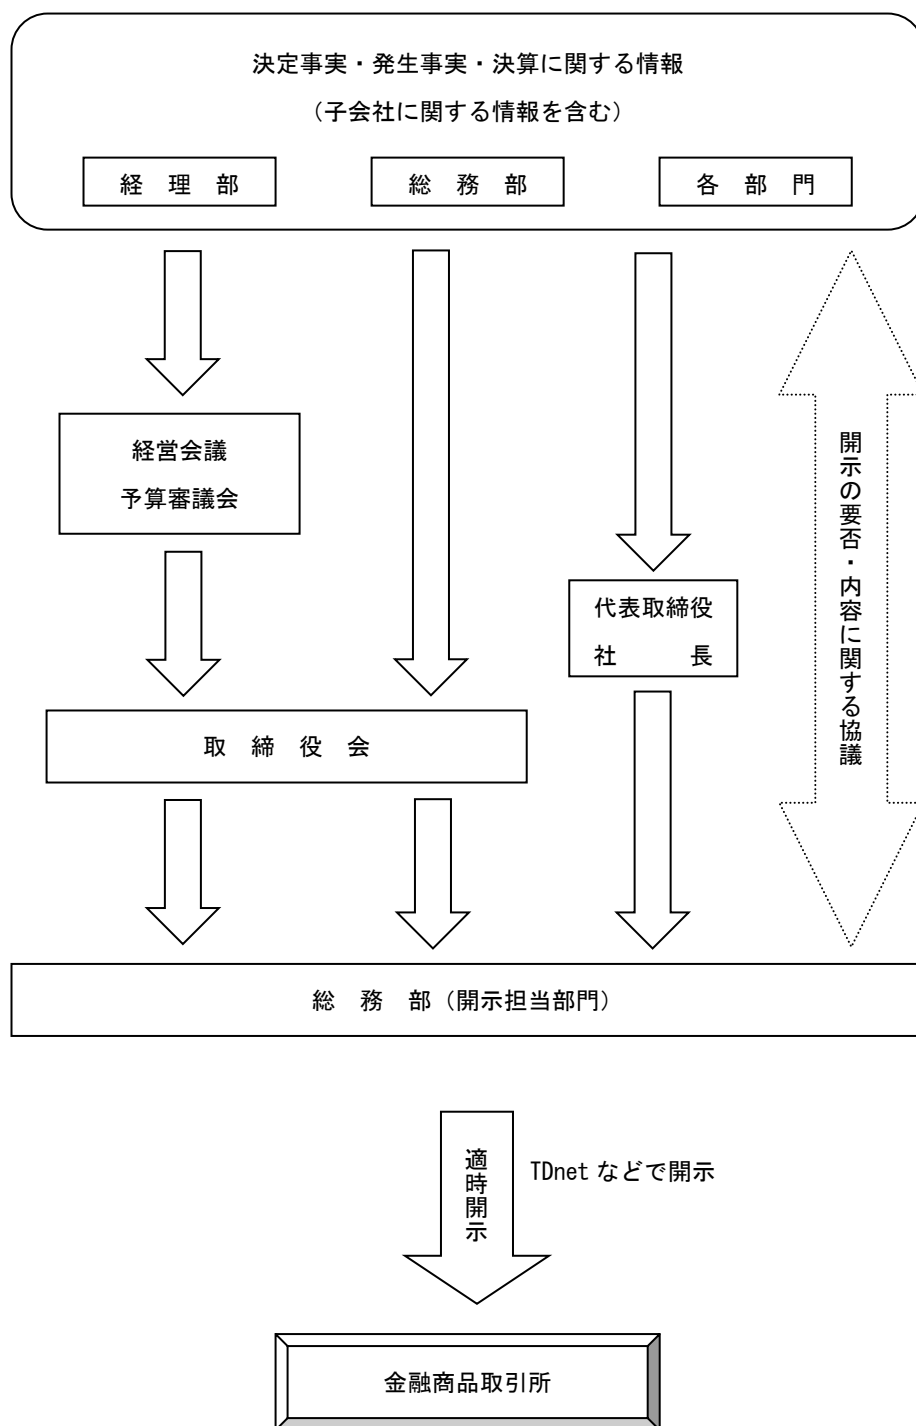 決定事実・発生事実・決算に関する情報
（子会社に関する情報を含む）
経　理　部
総　務　部
各　部　門
経営会議
予算審議会
代表取締役
社　　　長
開示の要否・内容に関する協議
取　締　役　会
総　務　部（開示担当部門）
適時開示
TDnet などで開示
金融商品取引所